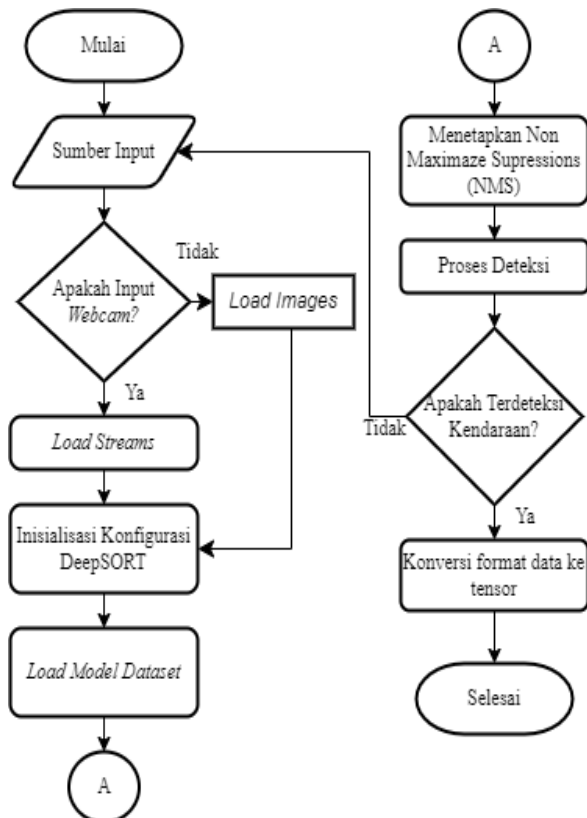 Mulai
Sumber Input
Apakah Input
Webcam?
Tidak
Load Images
Ya
Load Streams
Inisialisasi Konfigurasi
DeepSORT
Load Model Dataset
A
A
Menetapkan Non
Maximaze Supressions
(NMS)
Proses Deteksi
Apakah Terdeteksi
Kendaraan?
Tidak
Ya
Konversi format data ke
tensor
Selesai